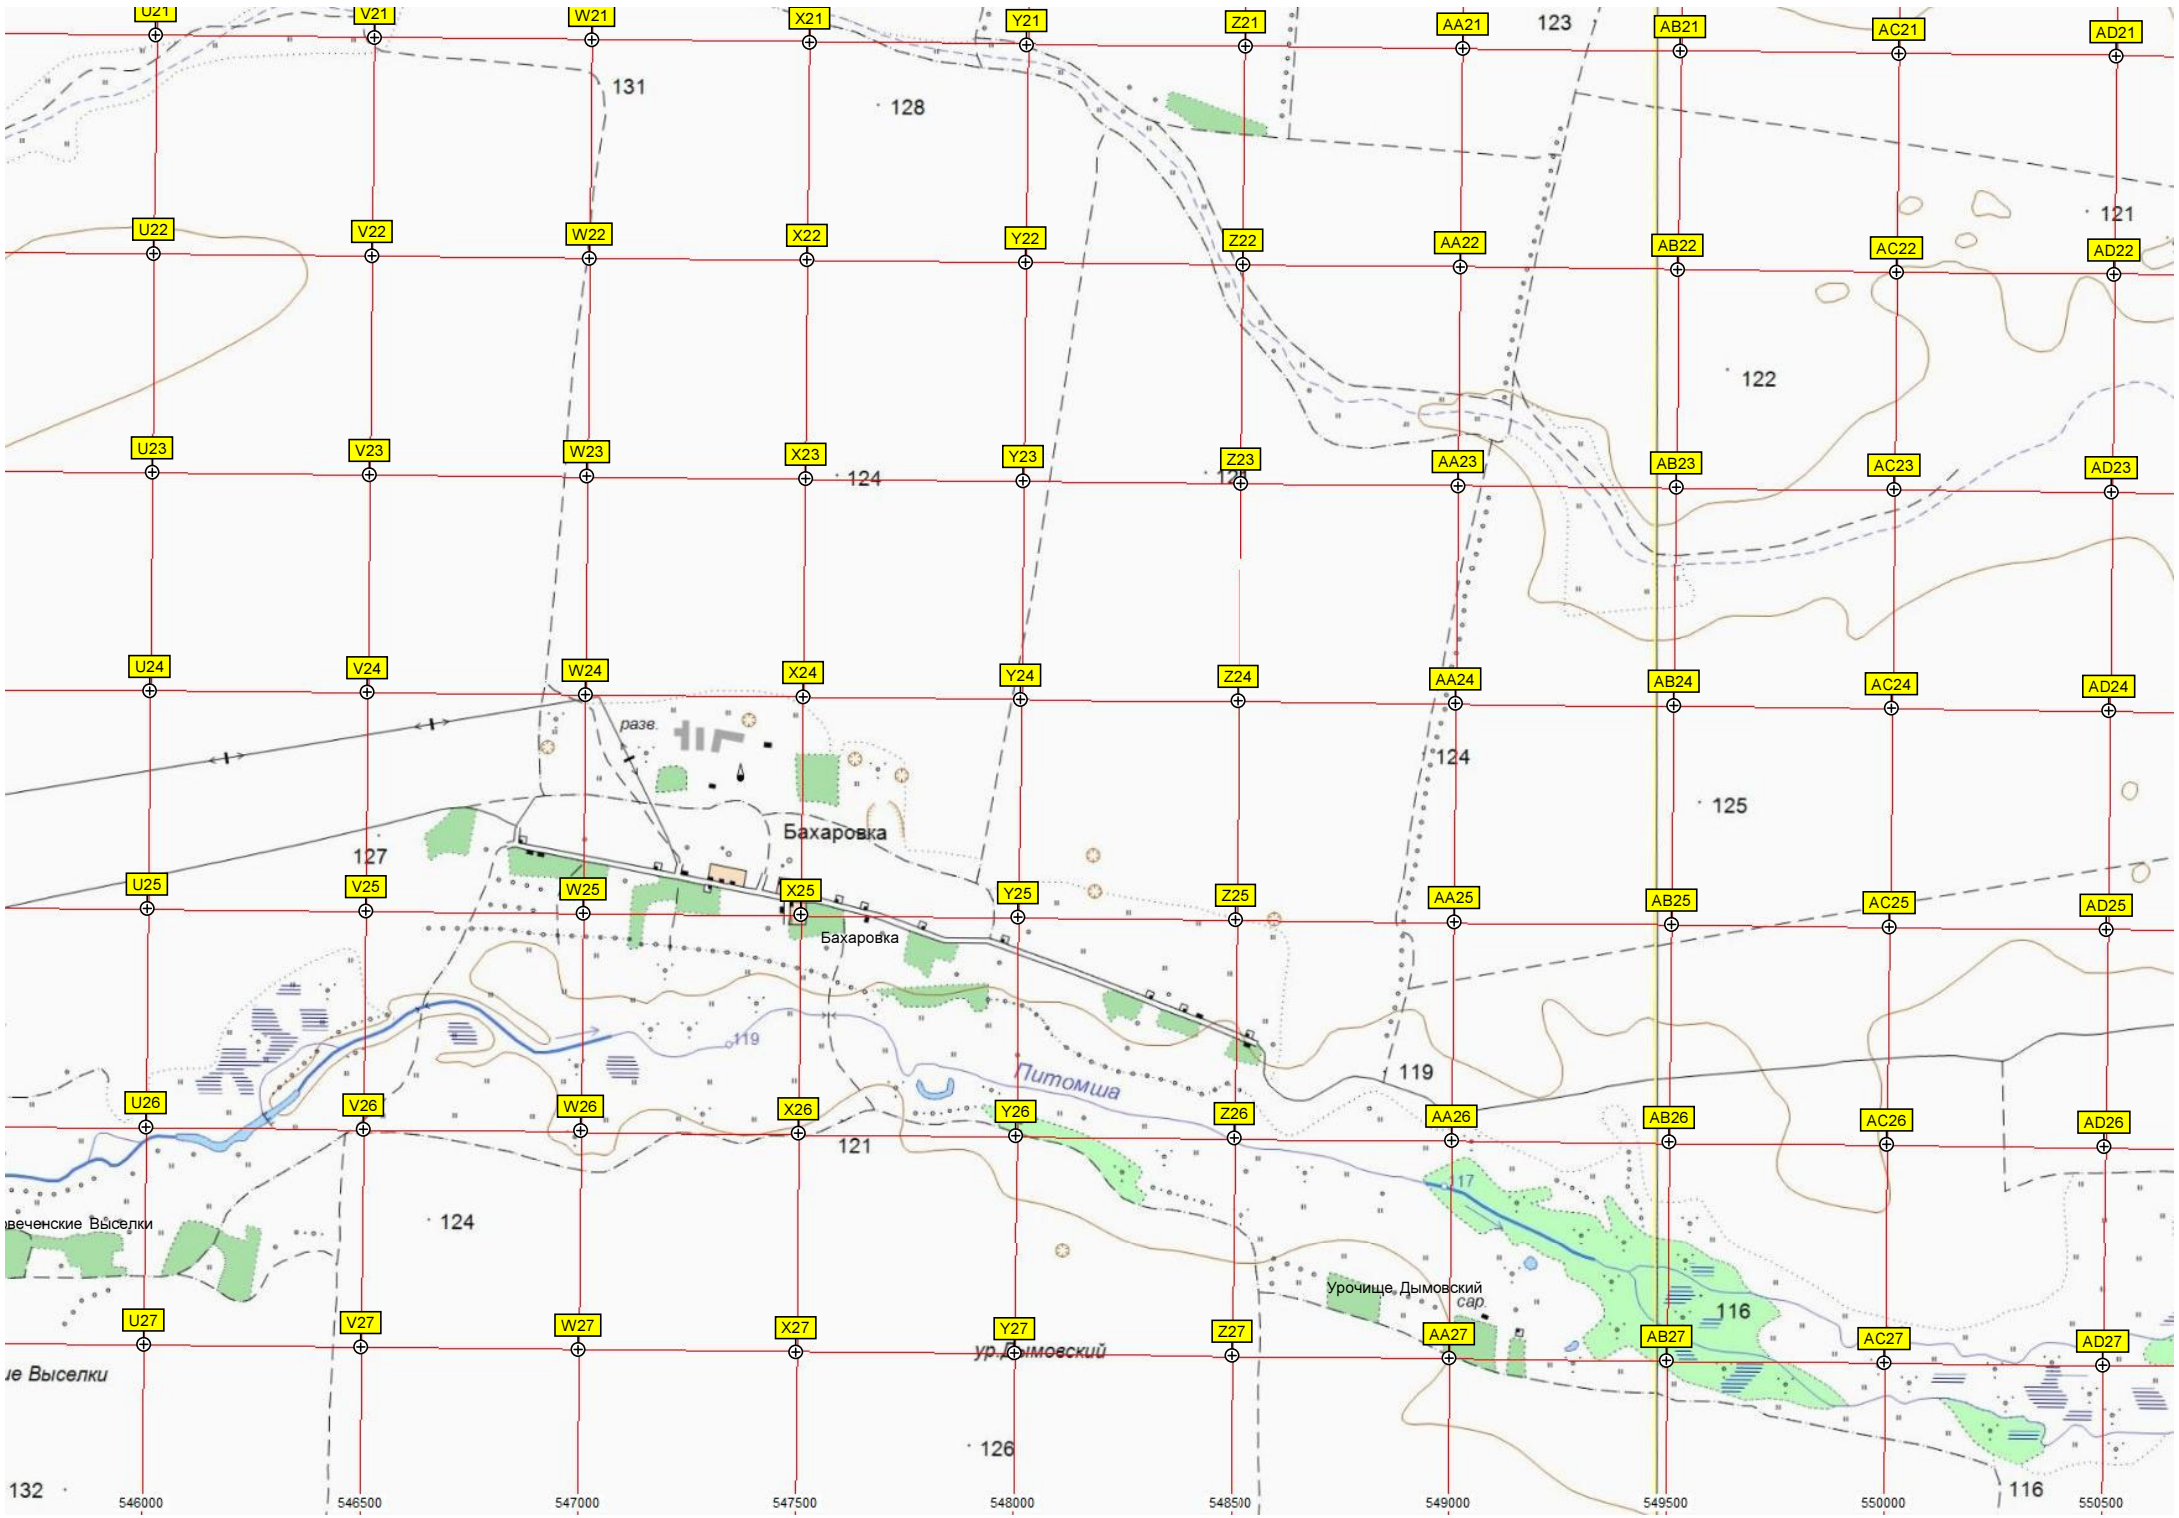 U21 V21 W21 X21 Y21 Z21 AA21 123 AB21 AC21 AD21
131
128
121
U22 V22 W22 X22 Y22 Z22 AA22 AB22 AC22 AD22
122
U23 V23 W23 X23 124 Y23 Z23 AA23 AB23 AC23 AD23
U24 V24 W24 X24 Y24 Z24 AA24 AB24 AC24 AD24
разв.
124
125
Бахаровка
127
U25 V25 W25 X25 Y25 Z25 AA25 AB25 AC25 AD25
Бахаровка
119
Питомша
119
U26 V26 W26 X26 Y26 Z26 AA26 AB26 AC26 AD26
121
117
веченские Выселки
124
Урочище Дымовский
сар.
116
U27 V27 W27 X27 Y27 Z27 AA27 AB27 AC27 AD27
ур.Дымовский
ие Выселки
126
132
116
546000 546500 547000 547500 548000 548500 549000 549500 550000 550500